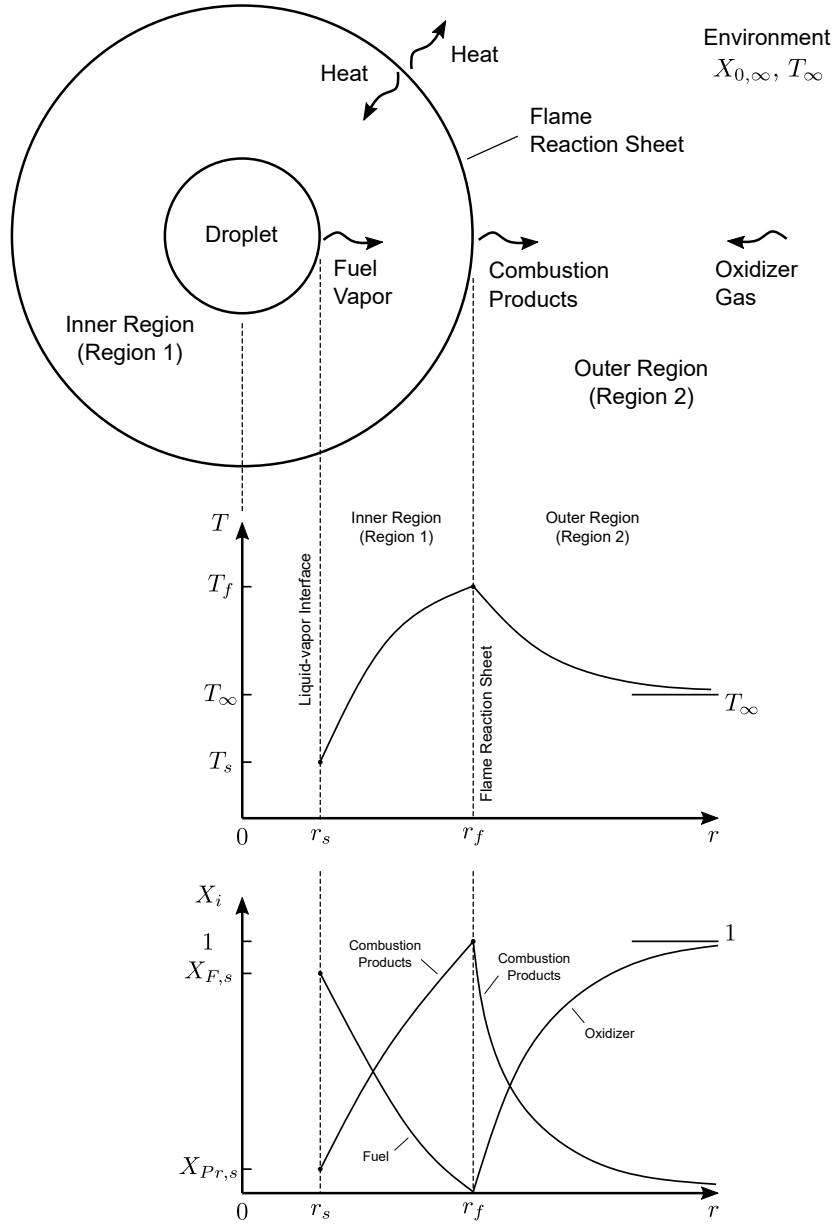 Heat
Heat
Environment
X_{0,∞}, T_∞
Flame
Reaction Sheet
Droplet
Fuel
Vapor
Combustion
Products
Oxidizer
Gas
Inner Region
(Region 1)
Outer Region
(Region 2)
T
Inner Region
(Region 1)
Outer Region
(Region 2)
T_f
Liquid-vapor Interface
Flame Reaction Sheet
T_∞
T_∞
T_s
0
r_s
r_f
r
X_i
1
1
X_{F,s}
Combustion
Products
Combustion
Products
Oxidizer
Fuel
X_{Pr,s}
0
r_s
r_f
r